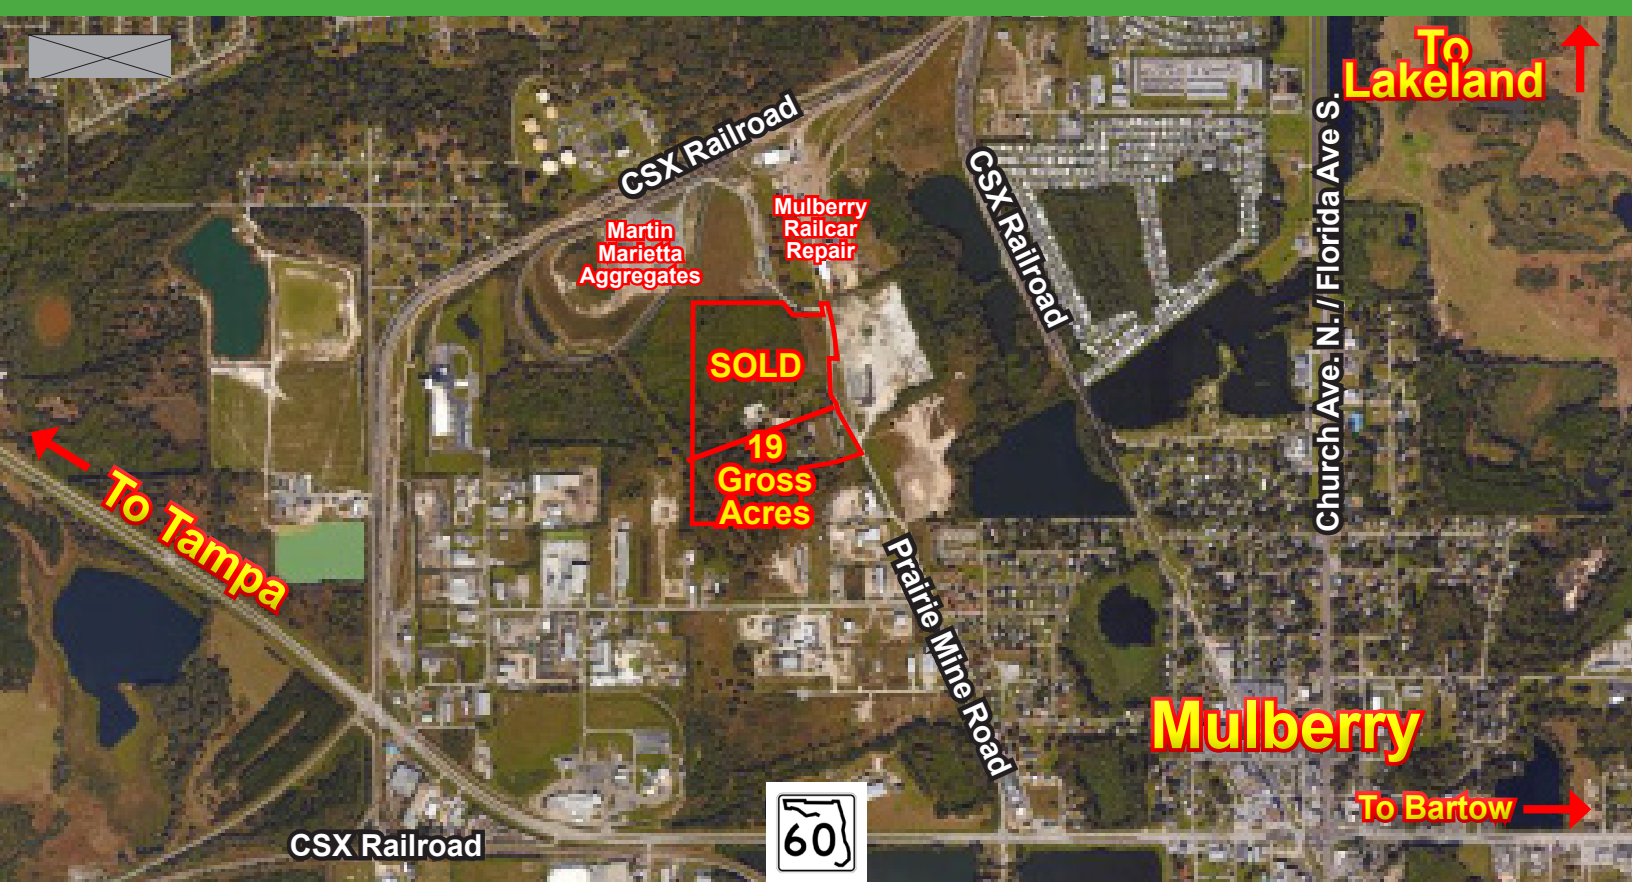 To
Lakeland
CSX Railroad
Church Ave. N. / Florida Ave S.
CSX Railroad
Mulberry
Railcar
Repair
Martin
Marietta
Aggregates
SOLD
19
Gross
Acres
To Tampa
Prairie Mine Road
Mulberry
To Bartow
60
CSX Railroad